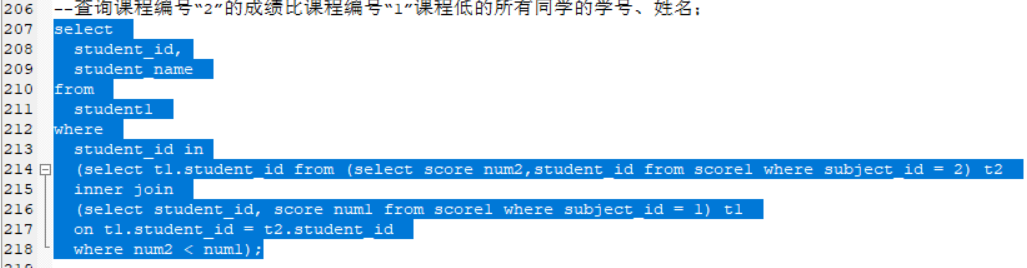 206 --查询课程编号“2”的成绩比课程编号“1”课程低的所有同学的学号、姓名;
207 select
208 student_id,
209 student_name
210 from
211 student1
212 where
213 student_id in
214 (select t1.student_id from (select score num2,student_id from score1 where subject_id = 2) t2
215 inner join
216 (select student_id, score num1 from score1 where subject_id = 1) t1
217 on t1.student_id = t2.student_id
218 where num2 < num1);
219